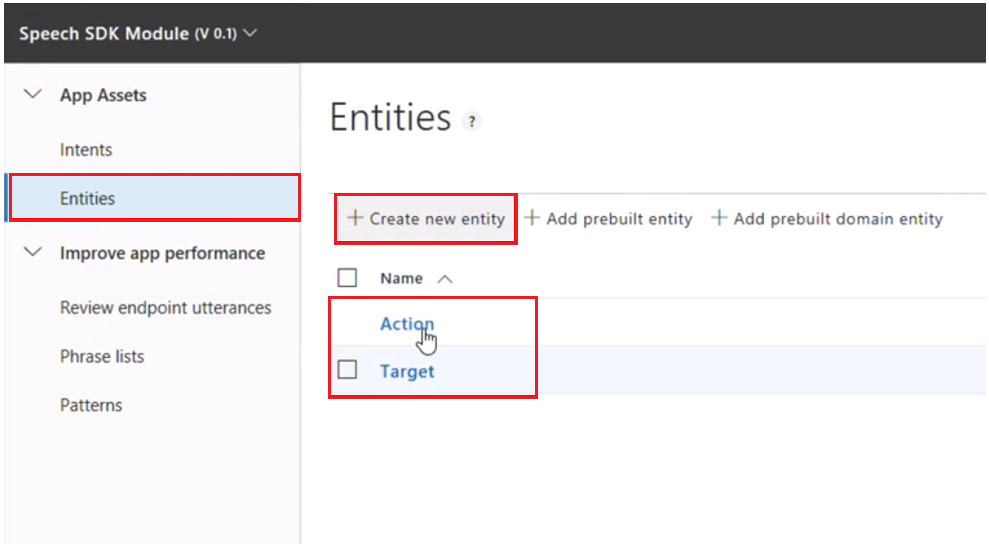 Speech SDK Module (V 0.1)
App Assets
Intents
Entities
Improve app performance
Review endpoint utterances
Phrase lists
Patterns
Entities ?
+ Create new entity + Add prebuilt entity + Add prebuilt domain entity
Name
Action
Target